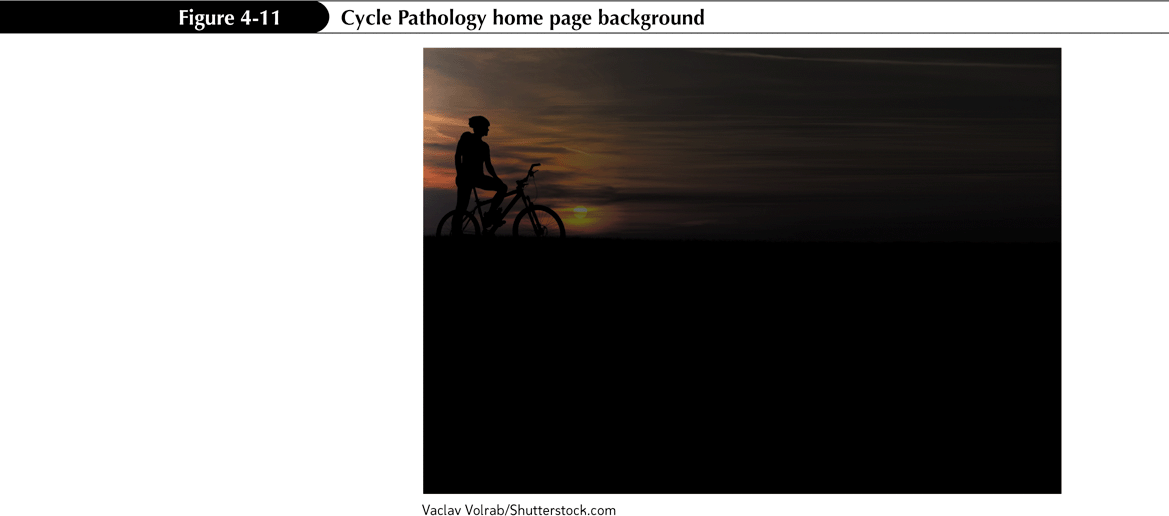 Figure 4-11 Cycle Pathology home page background
Vaclav Volrab/Shutterstock.com